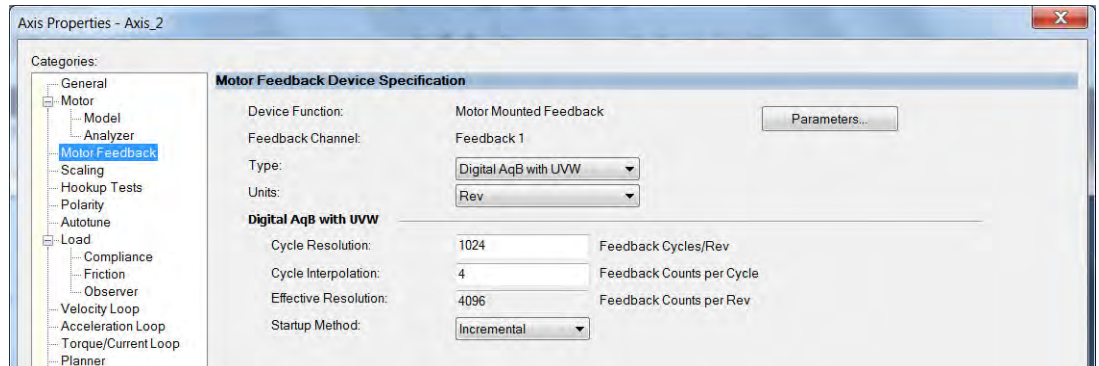 Axis Properties - Axis_2
X
Categories:
General
Motor
Model
Analyzer
Motor Feedback
Scaling
Hookup Tests
Polarity
Autotune
Load
Compliance
Friction
Observer
Velocity Loop
Acceleration Loop
Torque/Current Loop
Planner
Motor Feedback Device Specification
Device Function: Motor Mounted Feedback Parameters...
Feedback Channel: Feedback 1
Type: Digital AqB with UVW
Units: Rev
Digital AqB with UVW
Cycle Resolution: 1024 Feedback Cycles/Rev
Cycle Interpolation: 4 Feedback Counts per Cycle
Effective Resolution: 4096 Feedback Counts per Rev
Startup Method: Incremental